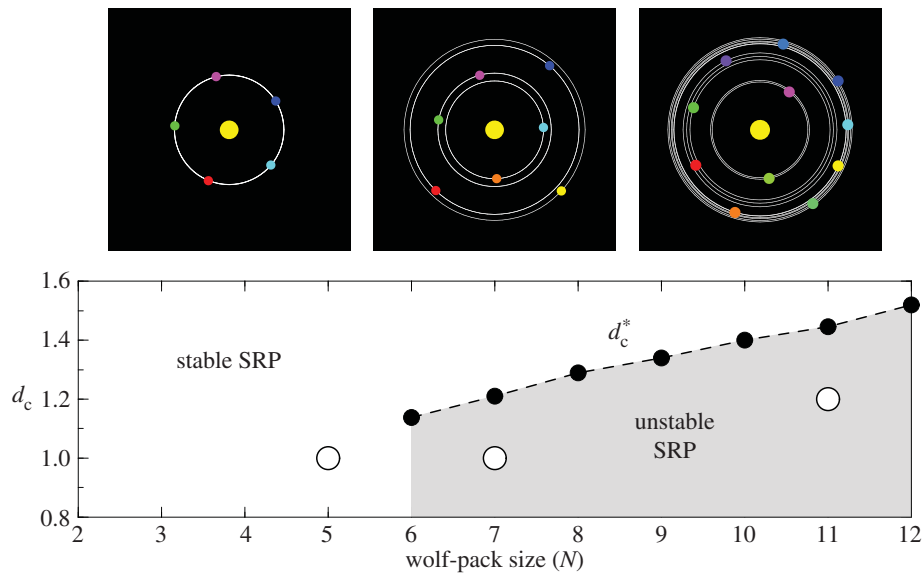 1.6
1.4
1.2
1.0
0.8
d_c
stable SRP
d_c^*
unstable
SRP
2 3 4 5 6 7 8 9 10 11 12
wolf-pack size (N)